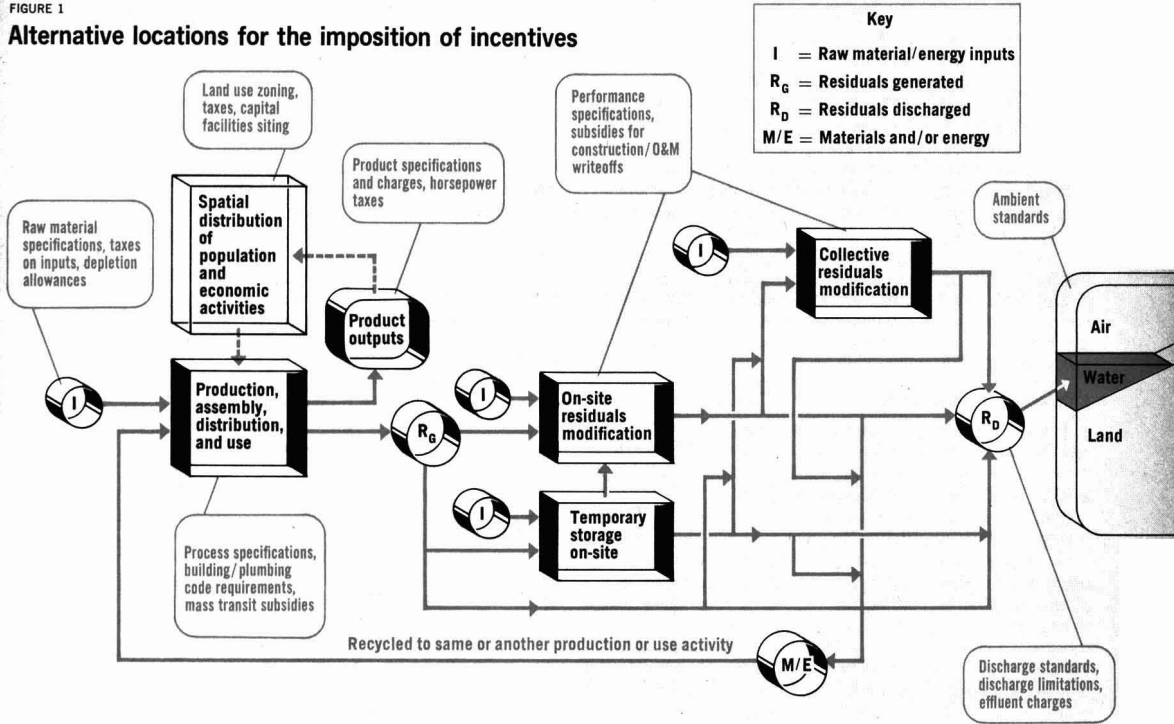 FIGURE 1
Alternative locations for the imposition of incentives
Key
I = Raw material/energy inputs
R_G = Residuals generated
R_D = Residuals discharged
M/E = Materials and/or energy
Land use zoning,
taxes, capital
facilities siting
Performance
specifications,
subsidies for
construction/O&M
writeoffs
Product specifications
and charges, horsepower
taxes
Ambient
standards
Raw material
specifications, taxes
on inputs, depletion
allowances
Spatial
distribution
of
population
and
economic
activities
I
Collective
residuals
modification
Product
outputs
Air
Water
Land
I
Production,
assembly,
distribution,
and use
R_G
I
On-site
residuals
modification
R_D
I
Temporary
storage
on-site
Process specifications,
building/plumbing
code requirements,
mass transit subsidies
Recycled to same or another production or use activity
M/E
Discharge standards,
discharge limitations,
effluent charges